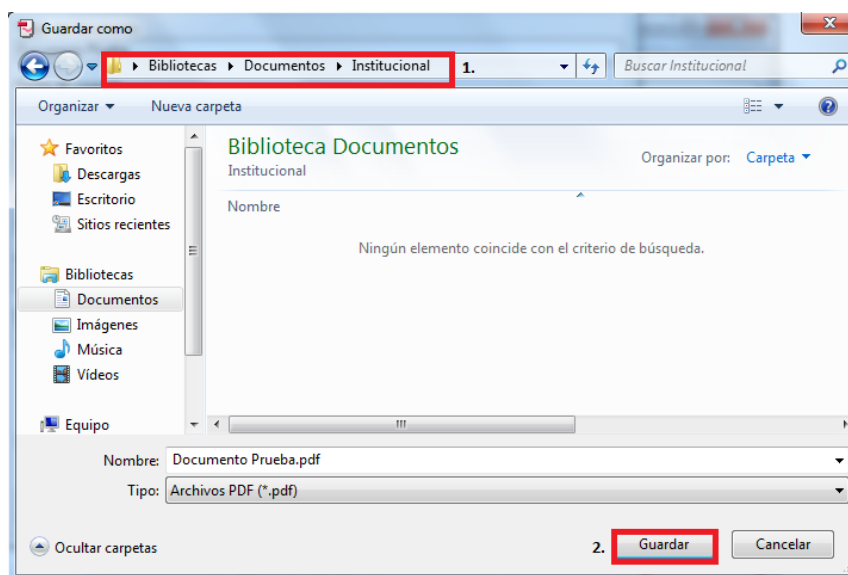 Guardar como
Bibliotecas Documentos Institucional 1. Buscar Institucional
Organizar Nueva carpeta
Favoritos
Descargas
Escritorio
Sitios recientes
Bibliotecas
Documentos
Imágenes
Música
Vídeos
Equipo
Biblioteca Documentos
Institucional
Organizar por: Carpeta
Nombre
Ningún elemento coincide con el criterio de búsqueda.
Nombre: Documento Prueba.pdf
Tipo: Archivos PDF (*.pdf)
Ocultar carpetas 2. Guardar Cancelar